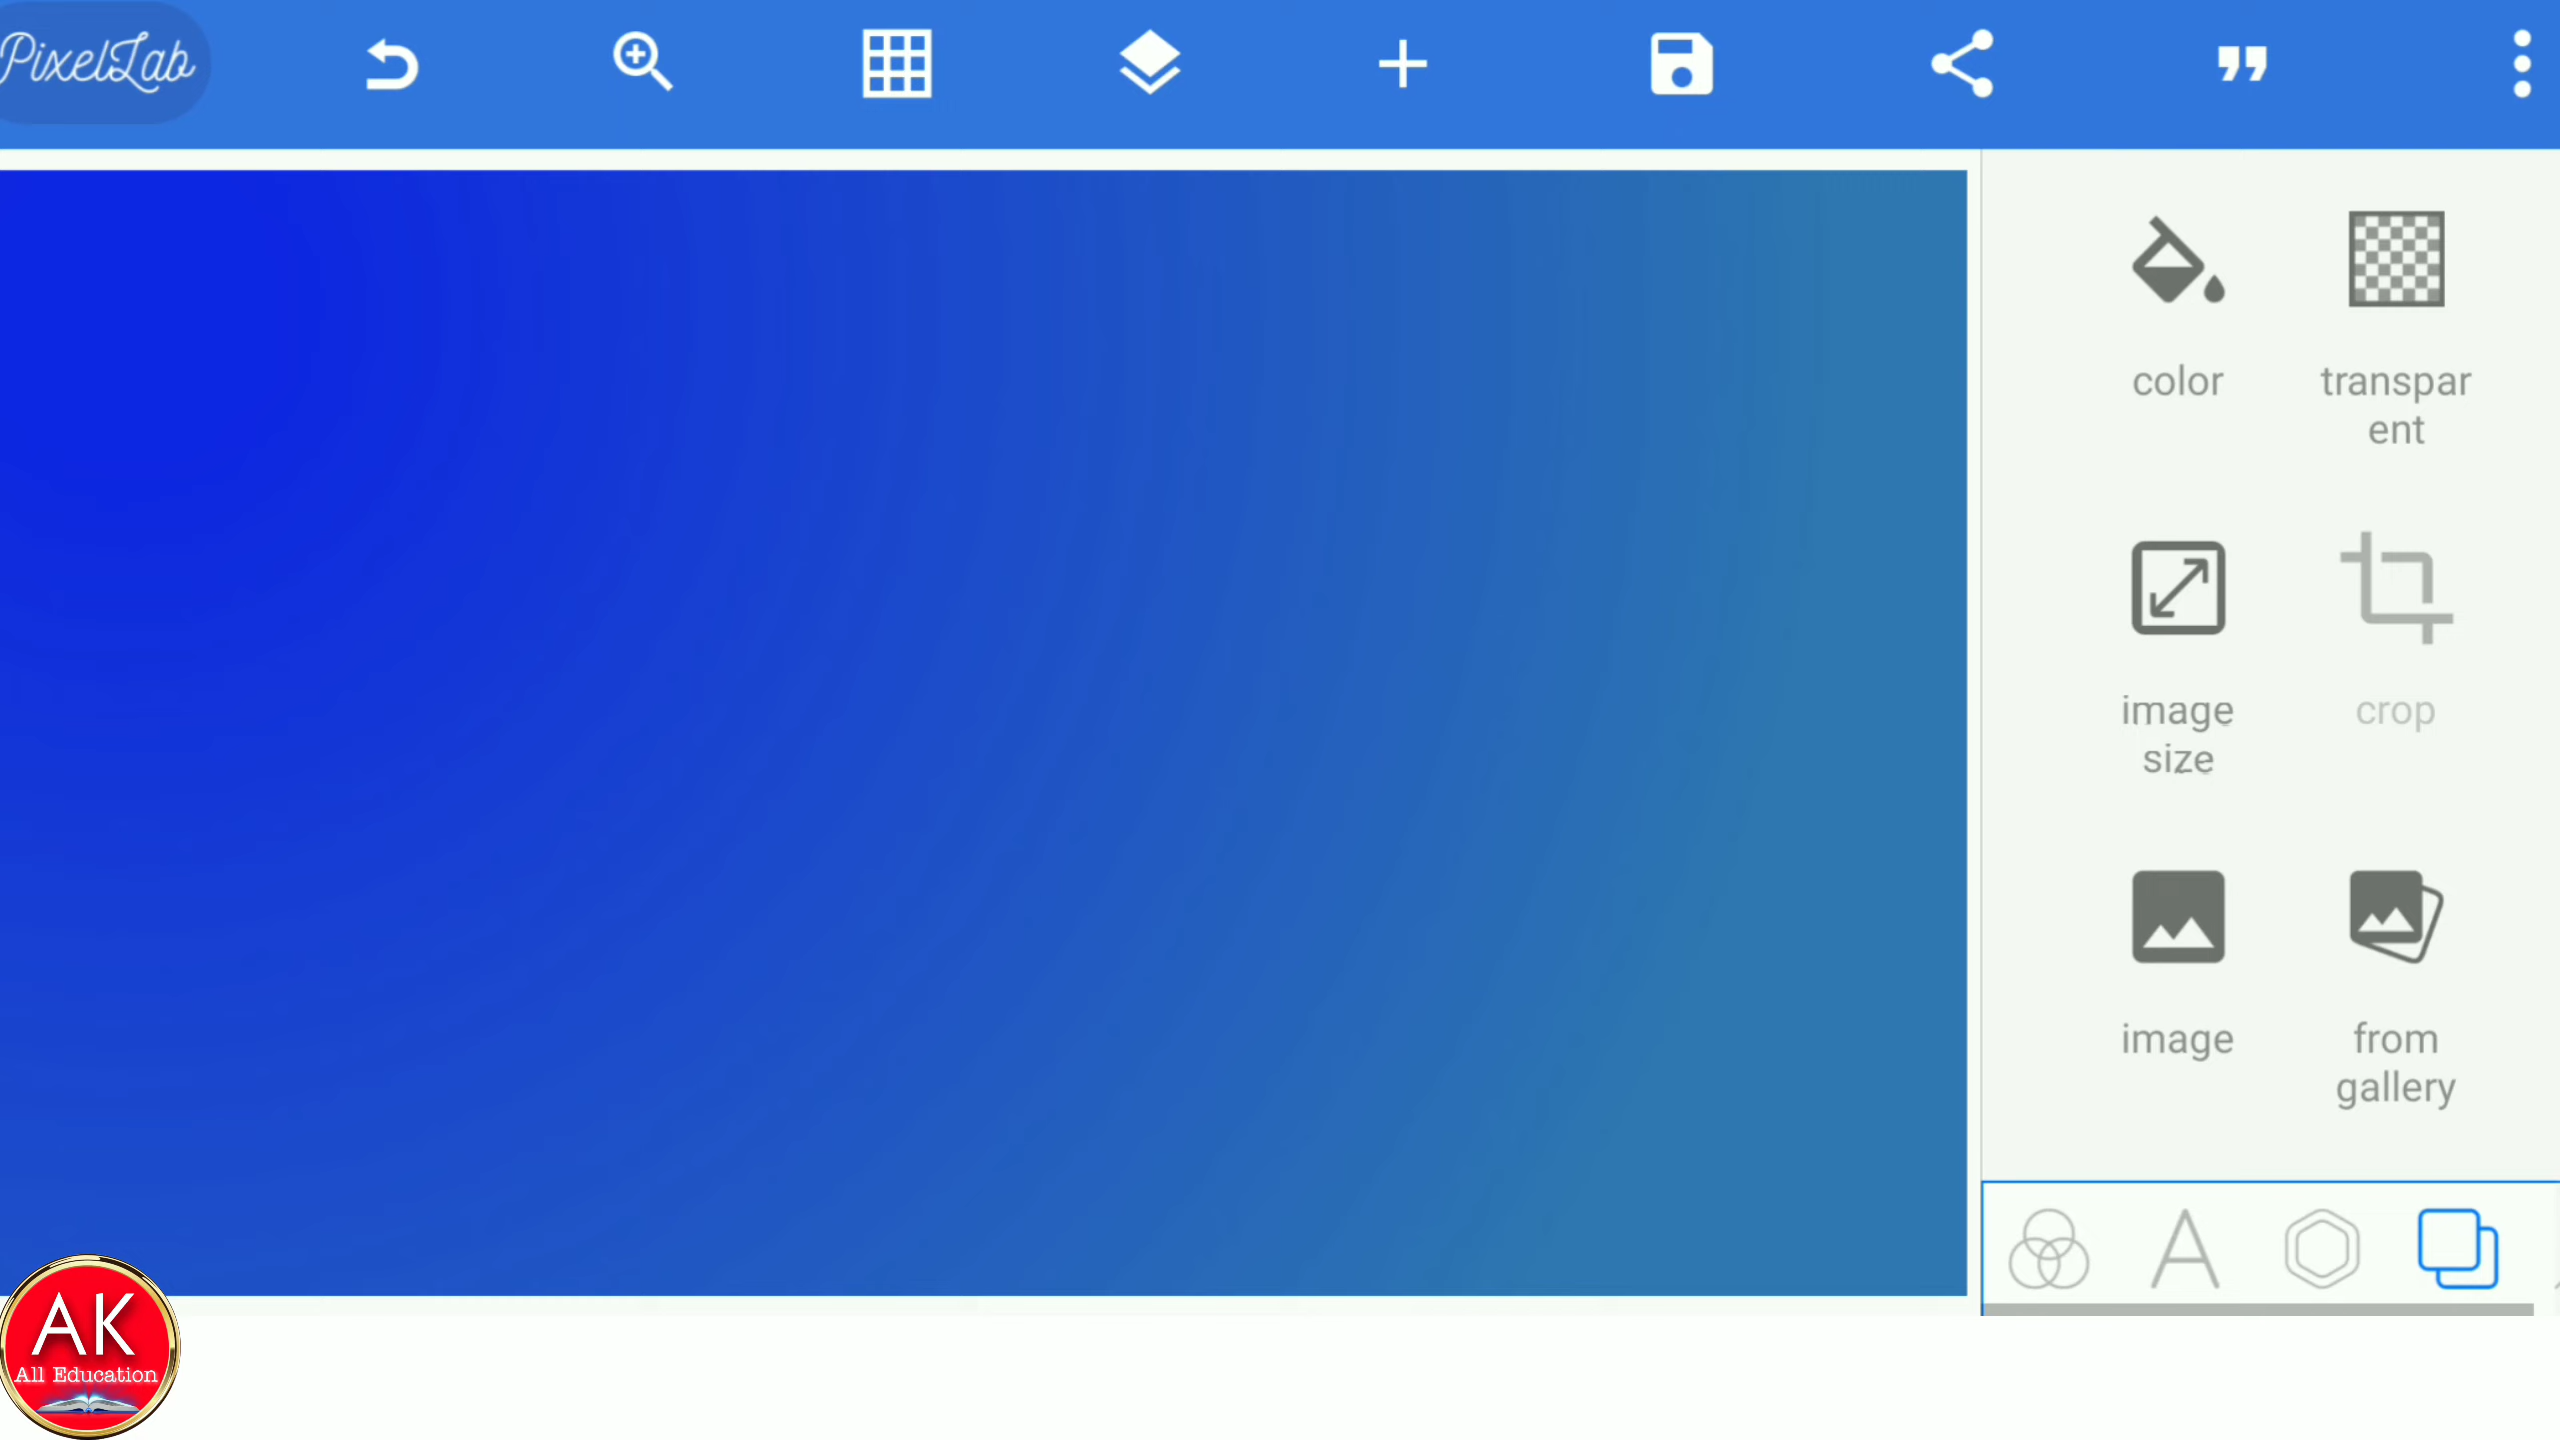 PixelLab
color
transpar
ent
image
size
crop
image
from
gallery
AK
All Education